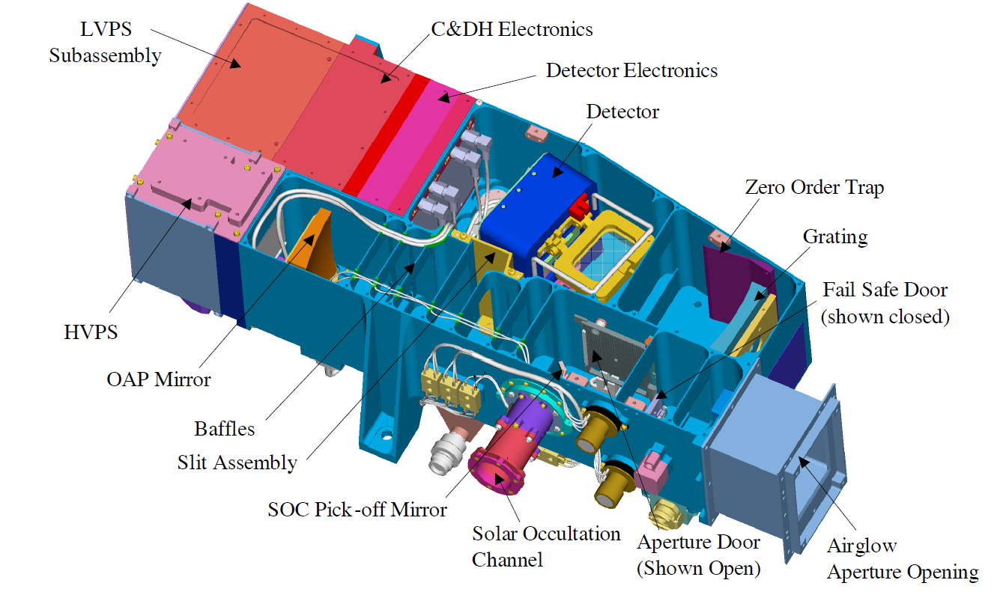 LVPS
Subassembly
C&DH Electronics
Detector Electronics
Detector
Zero Order Trap
Grating
Fail Safe Door
(shown closed)
HVPS
OAP Mirror
Baffles
Slit Assembly
SOC Pick-off Mirror
Solar Occultation
Channel
Aperture Door
(Shown Open)
Airglow
Aperture Opening